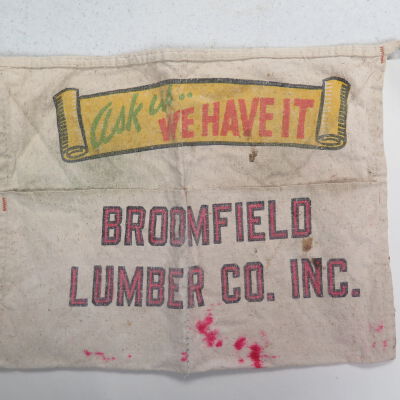 Ask us..
WE HAVE IT
BROOMFIELD
LUMBER CO. INC.